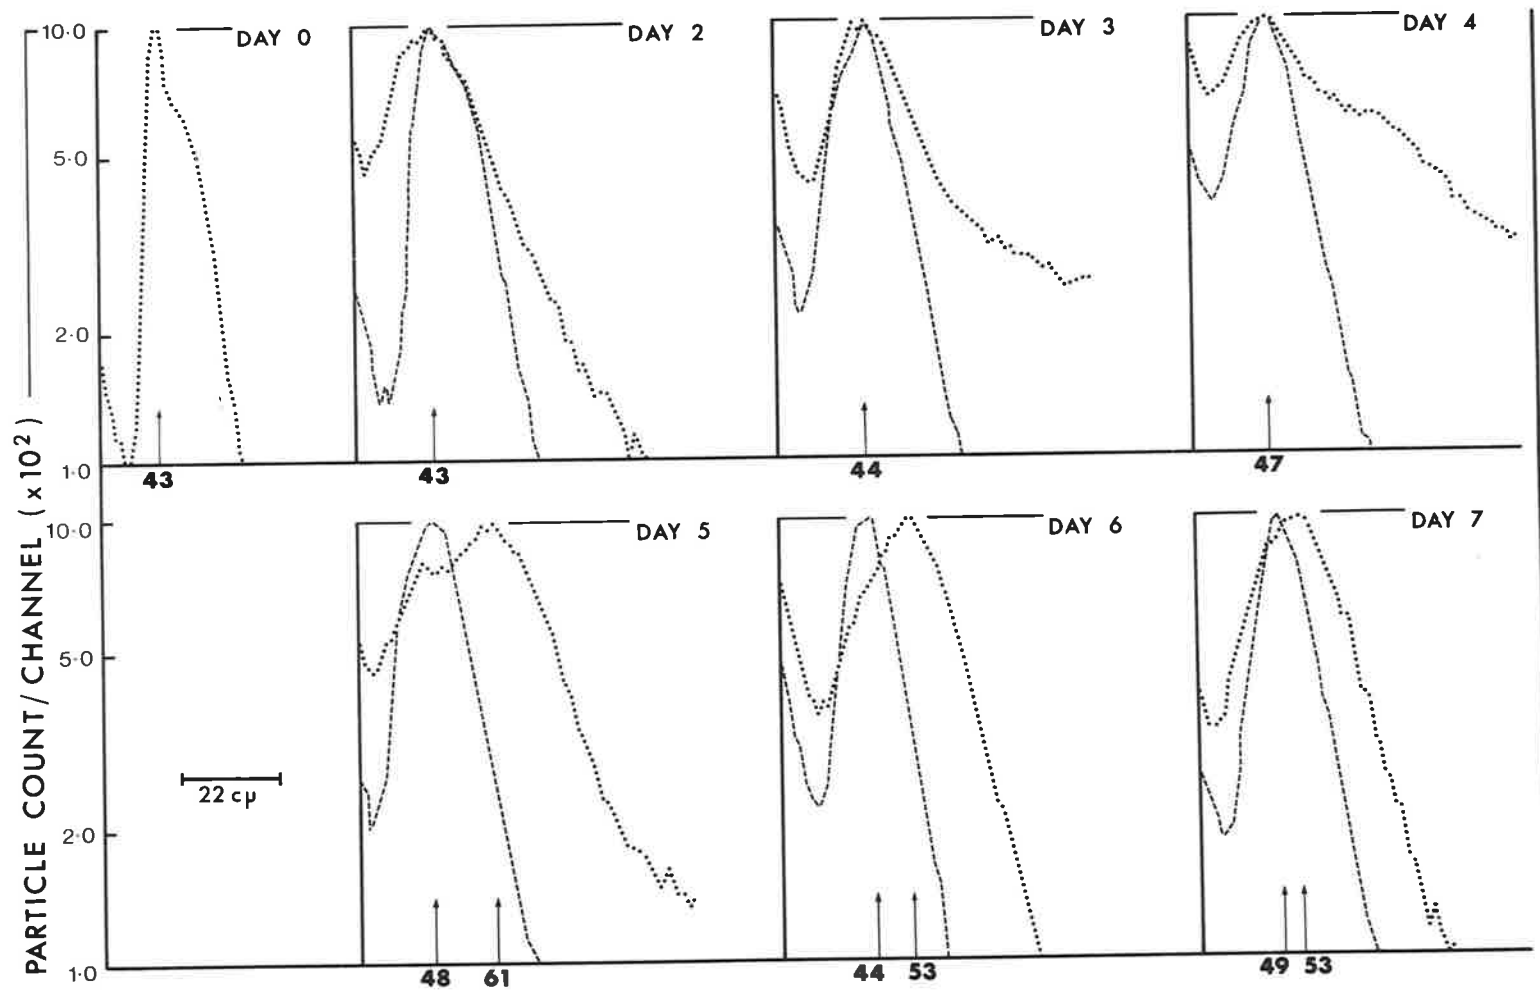 PARTICLE COUNT/CHANNEL (x10²)
10·0
5·0
2·0
1·0
DAY 0
43
DAY 2
43
DAY 3
44
DAY 4
47
10·0
5·0
2·0
1·0
22 cμ
DAY 5
48 61
DAY 6
44 53
DAY 7
49 53